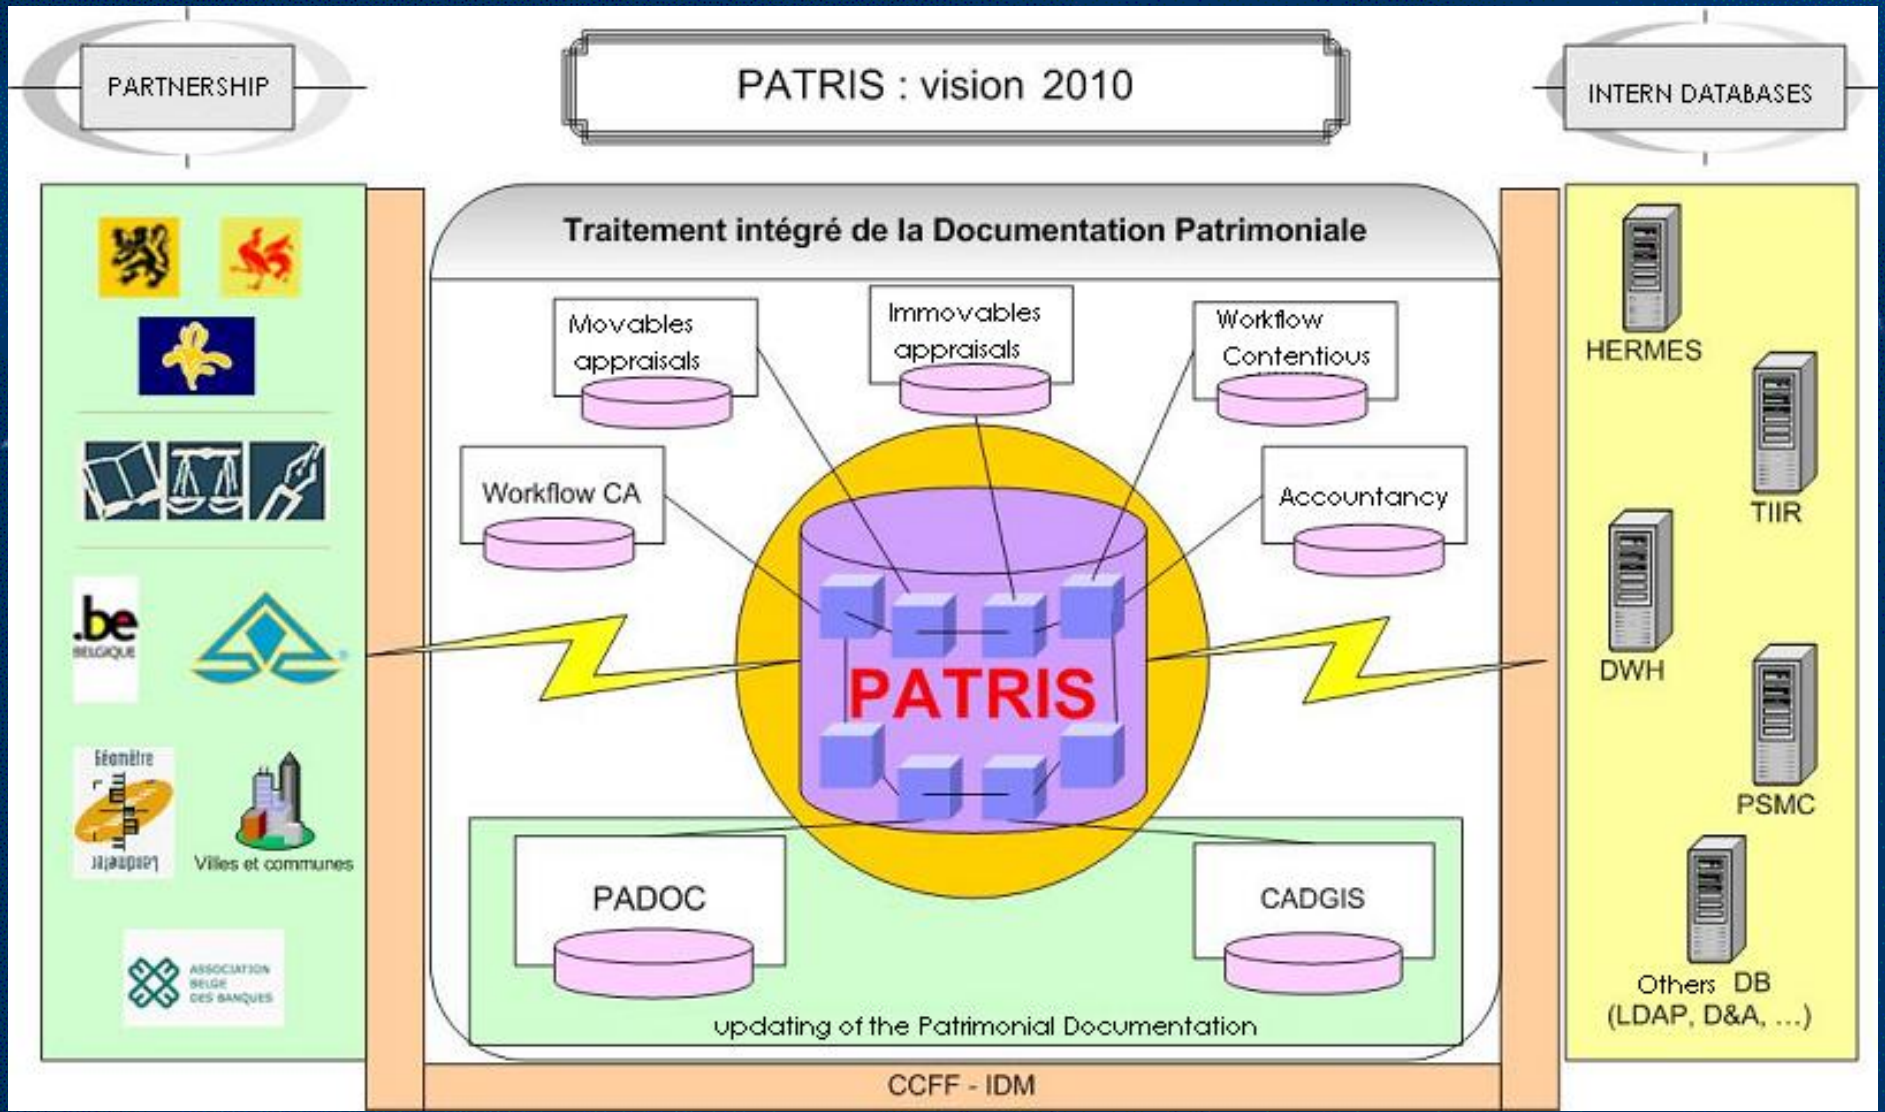 PARTNERSHIP
PATRIS : vision 2010
INTERN DATABASES
Traitement intégré de la Documentation Patrimoniale
Movables
appraisals
Immovables
appraisals
Workflow
Contentious
Workflow CA
Accountancy
PATRIS
PADOC
CADGIS
updating of the Patrimonial Documentation
CCFF - IDM
.be
BELGIQUE
Géomètre
Landmeter
Villes et communes
ASSOCIATION
BELGE
DES BANQUES
HERMES
TIIR
DWH
PSMC
Others DB
(LDAP, D&A, ...)